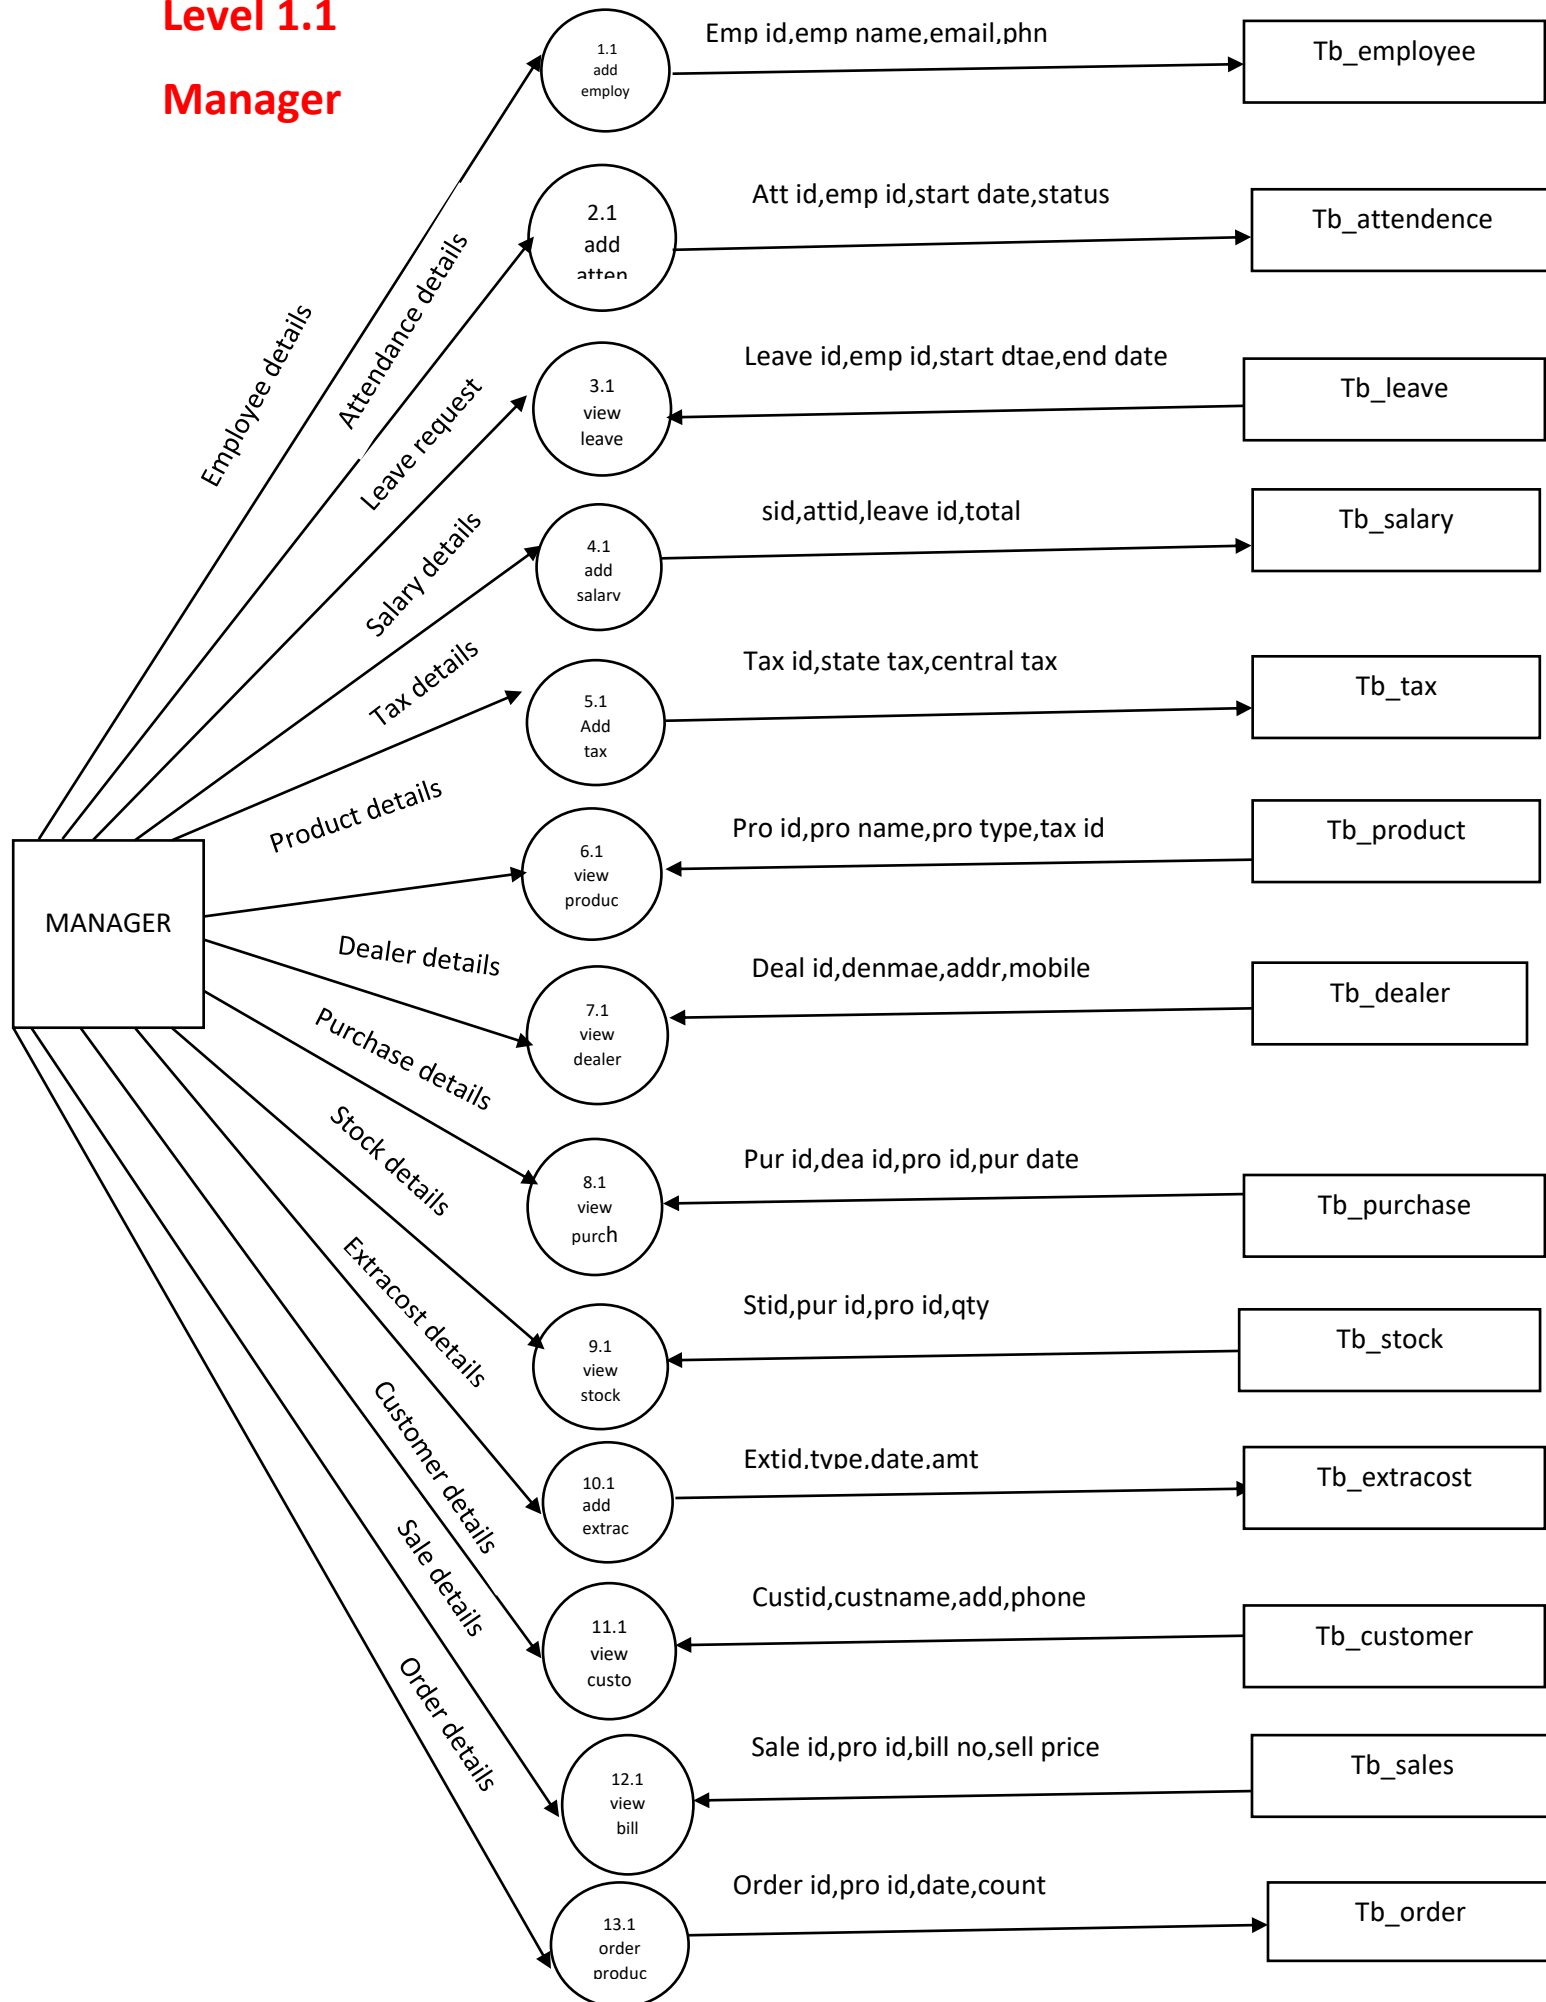 Level 1.1
Manager
1.1
add
employ
Emp id,emp name,email,phn
Tb_employee
Employee details
2.1
add
atten
Att id,emp id,start date,status
Tb_attendence
Attendance details
3.1
view
leave
Leave id,emp id,start dtae,end date
Tb_leave
Leave request
4.1
add
salary
sid,attid,leave id,total
Tb_salary
Salary details
5.1
Add
tax
Tax id,state tax,central tax
Tb_tax
Tax details
6.1
view
produc
Pro id,pro name,pro type,tax id
Tb_product
Product details
MANAGER
7.1
view
dealer
Deal id,denmae,addr,mobile
Tb_dealer
Dealer details
8.1
view
purch
Pur id,dea id,pro id,pur date
Tb_purchase
Purchase details
9.1
view
stock
Stid,pur id,pro id,qty
Tb_stock
Stock details
10.1
add
extrac
Extid,type,date,amt
Tb_extracost
Extracost details
11.1
view
custo
Custid,custname,add,phone
Tb_customer
Customer details
12.1
view
bill
Sale id,pro id,bill no,sell price
Tb_sales
Sale details
13.1
order
produc
Order id,pro id,date,count
Tb_order
Order details